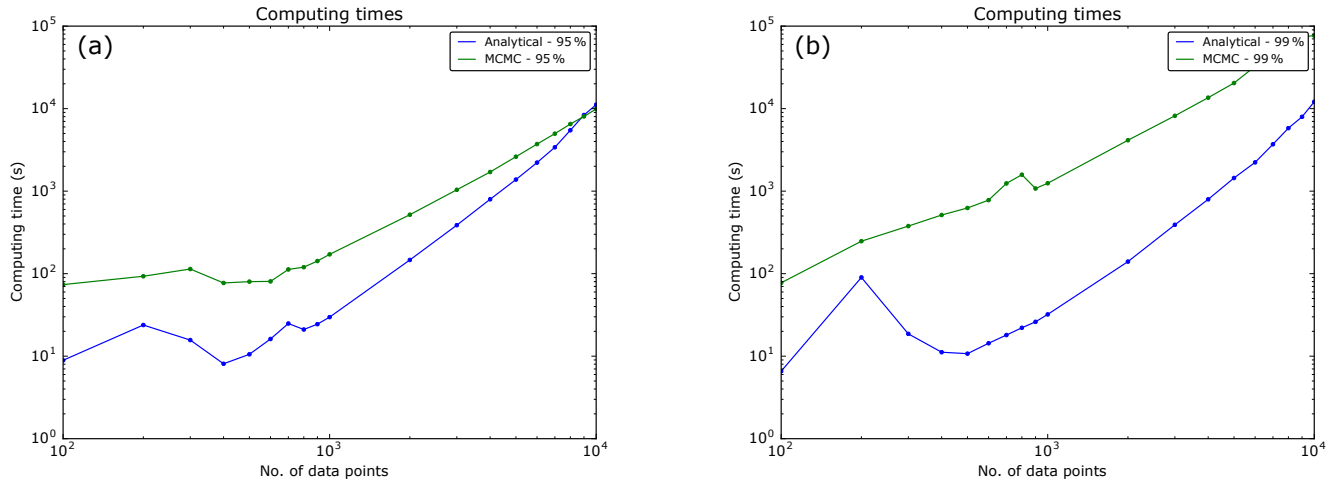 Computing times
(a)
Analytical - 95%
MCMC - 95%
10^5
10^4
10^3
10^2
10^1
10^0
Computing time (s)
10^2
10^3
10^4
No. of data points
Computing times
(b)
Analytical - 99%
MCMC - 99%
10^5
10^4
10^3
10^2
10^1
10^0
Computing time (s)
10^2
10^3
10^4
No. of data points